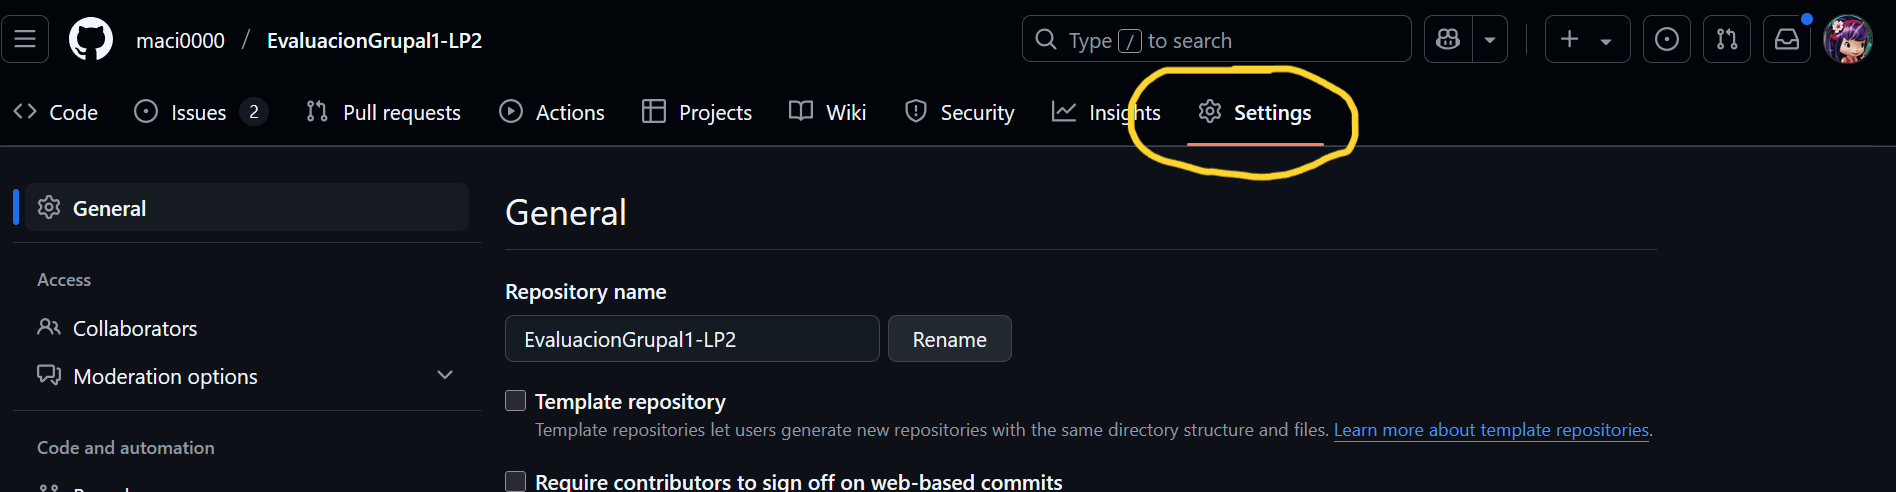 maci0000 / EvaluacionGrupal1-LP2 Type / to search
Code Issues 2 Pull requests Actions Projects Wiki Security Insights Settings
General
Access
Collaborators
Moderation options
Code and automation
General
Repository name
EvaluacionGrupal1-LP2 Rename
Template repository
Template repositories let users generate new repositories with the same directory structure and files. Learn more about template repositories.
Require contributors to sign off on web-based commits